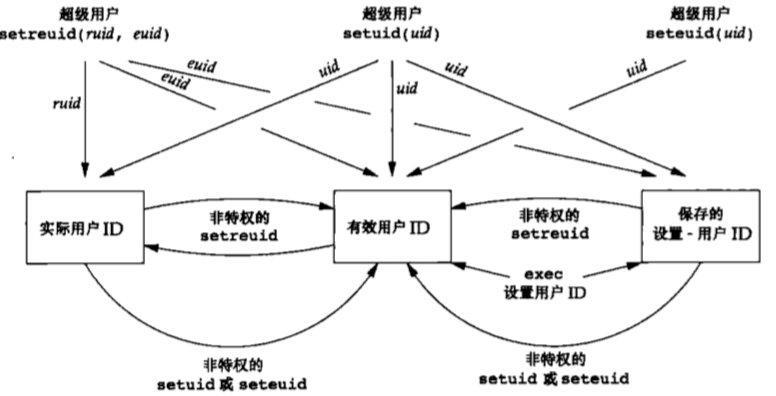 超级用户
setreuid(ruid, euid)
超级用户
setuid(uid)
超级用户
seteuid(uid)
ruid
euid
euid
uid
uid
uid
uid
实际用户 ID
非特权的
setreuid
有效用户 ID
非特权的
setreuid
保存的
设置-用户 ID
exec
设置用户 ID
非特权的
setuid 或 seteuid
非特权的
setuid 或 seteuid